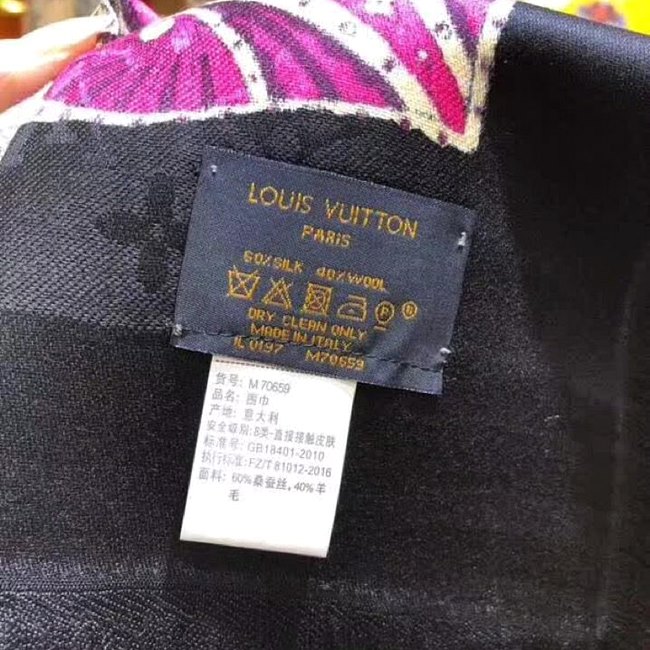 LOUIS VUITTON
PARIS
60%SILK 40%WOOL
DRY CLEAN ONLY
MADE IN ITALY
IL 0197 M70659
货号: M70659
品名: 围巾
产地: 意大利
安全级别: B类-直接接触皮肤
标准号: GB18401-2010
执行标准: FZ/T 81012-2016
面料: 60%桑蚕丝, 40%羊
毛